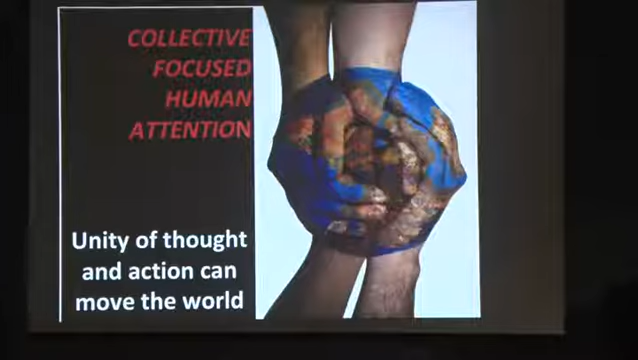 COLLECTIVE
FOCUSED
HUMAN
ATTENTION
Unity of thought
and action can
move the world